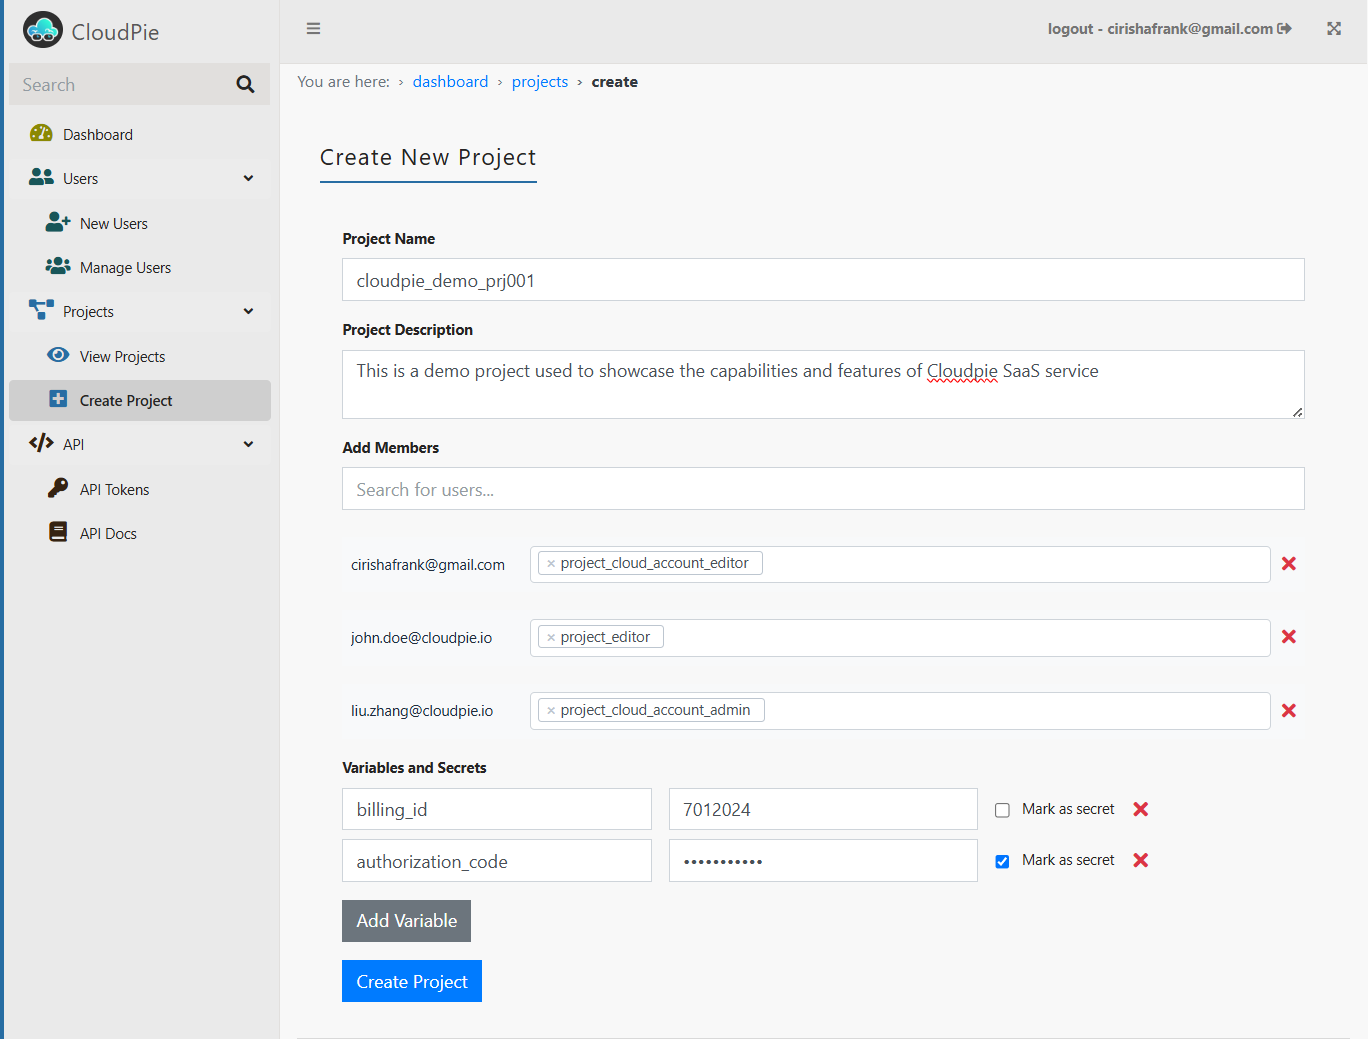 CloudPie
logout - cirishafrank@gmail.com
Search
You are here: › dashboard › projects › create
Dashboard
Users
New Users
Manage Users
Projects
View Projects
Create Project
API
API Tokens
API Docs
Create New Project
Project Name
cloudpie_demo_prj001
Project Description
This is a demo project used to showcase the capabilities and features of Cloudpie SaaS service
Add Members
Search for users...
cirishafrank@gmail.com × project_cloud_account_editor
john.doe@cloudpie.io × project_editor
liu.zhang@cloudpie.io × project_cloud_account_admin
Variables and Secrets
billing_id 7012024 Mark as secret
authorization_code ••••••••••• Mark as secret
Add Variable
Create Project